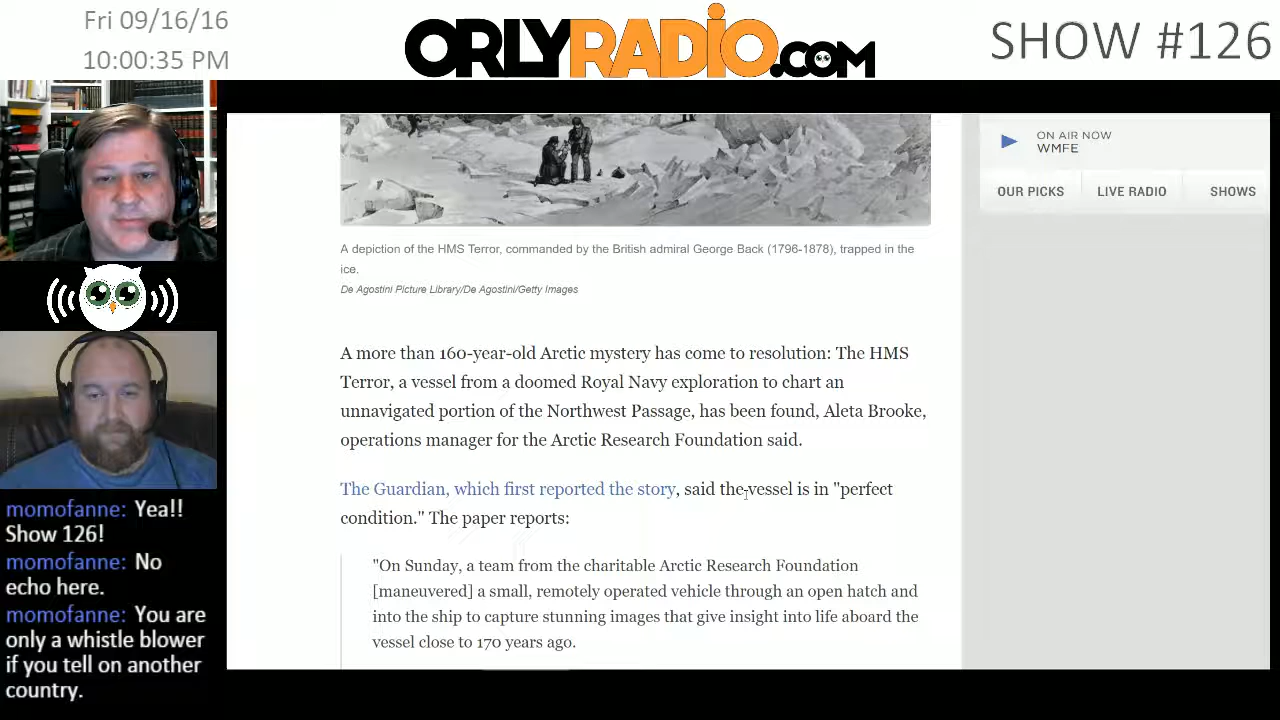 Fri 09/16/16
10:00:35 PM
ORLYRADIO.COM
SHOW #126
ON AIR NOW
WMFE
OUR PICKS
LIVE RADIO
SHOWS
A depiction of the HMS Terror, commanded by the British admiral George Back (1796-1878), trapped in the
ice.
De Agostini Picture Library/De Agostini/Getty Images
A more than 160-year-old Arctic mystery has come to resolution: The HMS
Terror, a vessel from a doomed Royal Navy exploration to chart an
unnavigated portion of the Northwest Passage, has been found, Aleta Brooke,
operations manager for the Arctic Research Foundation said.
The Guardian, which first reported the story, said the vessel is in "perfect
condition." The paper reports:
"On Sunday, a team from the charitable Arctic Research Foundation
[maneuvered] a small, remotely operated vehicle through an open hatch and
into the ship to capture stunning images that give insight into life aboard the
vessel close to 170 years ago.
momofanne: Yea!!
Show 126!
momofanne: No
echo here.
momofanne: You are
only a whistle blower
if you tell on another
country.